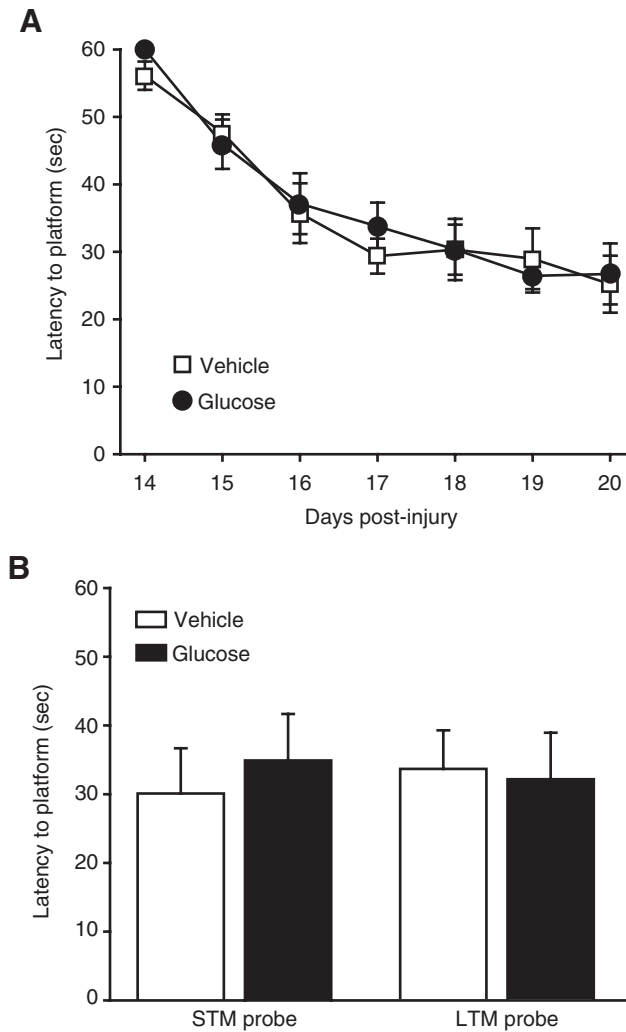 A
Latency to platform (sec)
60
50
40
30
20
10
0
Vehicle
Glucose
14 15 16 17 18 19 20
Days post-injury
B
Latency to platform (sec)
60
50
40
30
20
10
0
Vehicle
Glucose
STM probe LTM probe